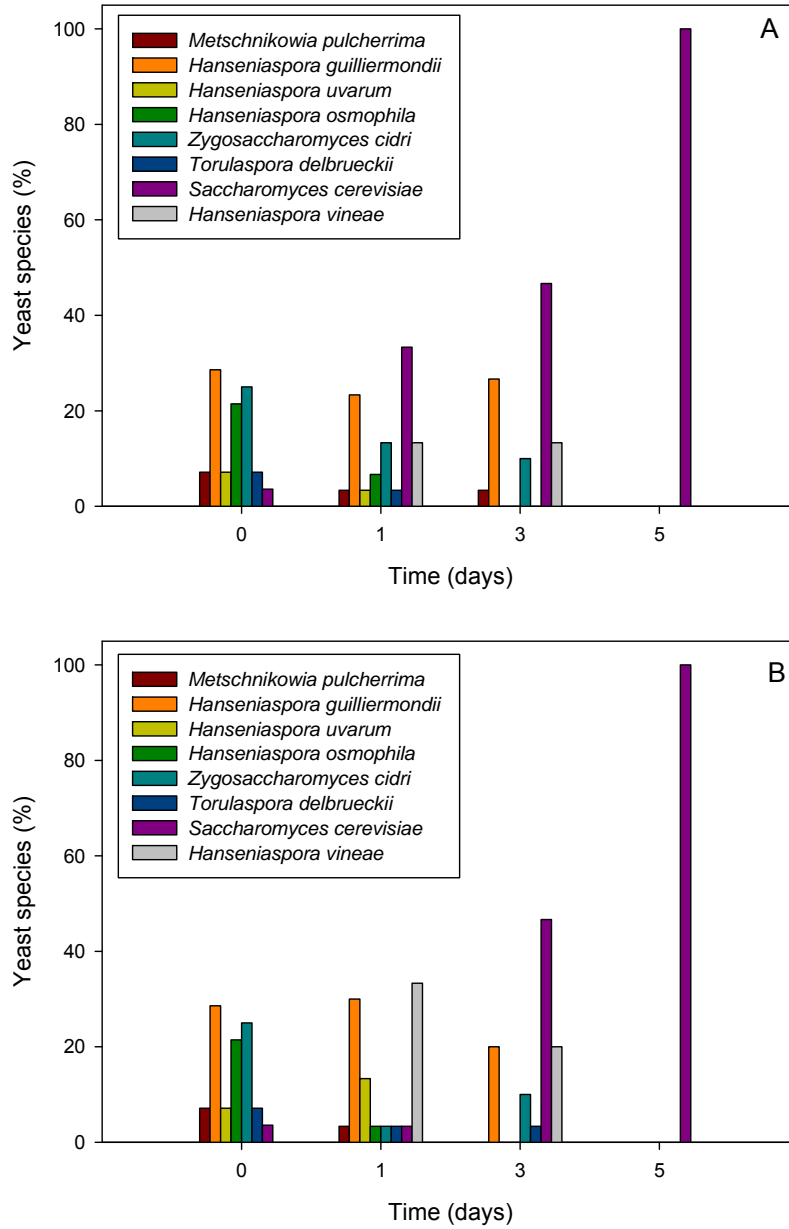 A
Metschnikowia pulcherrima
Hanseniaspora guilliermondii
Hanseniaspora uvarum
Hanseniaspora osmophila
Zygosaccharomyces cidri
Torulaspora delbrueckii
Saccharomyces cerevisiae
Hanseniaspora vineae
Yeast species (%)
100
80
60
40
20
0
0 1 3 5
Time (days)
B
Metschnikowia pulcherrima
Hanseniaspora guilliermondii
Hanseniaspora uvarum
Hanseniaspora osmophila
Zygosaccharomyces cidri
Torulaspora delbrueckii
Saccharomyces cerevisiae
Hanseniaspora vineae
Yeast species (%)
100
80
60
40
20
0
0 1 3 5
Time (days)